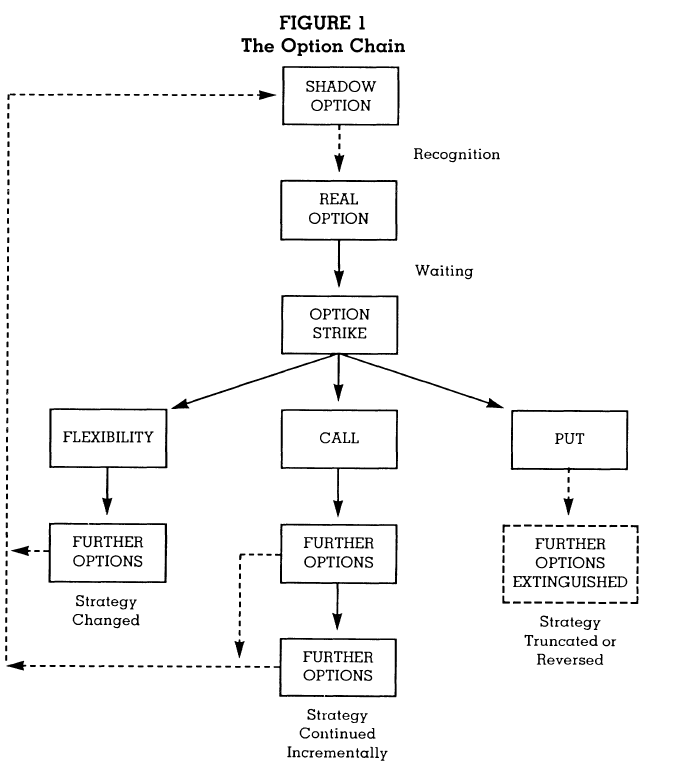 FIGURE 1
The Option Chain
SHADOW
OPTION
Recognition
REAL
OPTION
Waiting
OPTION
STRIKE
FLEXIBILITY
CALL
PUT
FURTHER
OPTIONS
Strategy
Changed
FURTHER
OPTIONS
FURTHER
OPTIONS
EXTINGUISHED
Strategy
Truncated or
Reversed
FURTHER
OPTIONS
Strategy
Continued
Incrementally